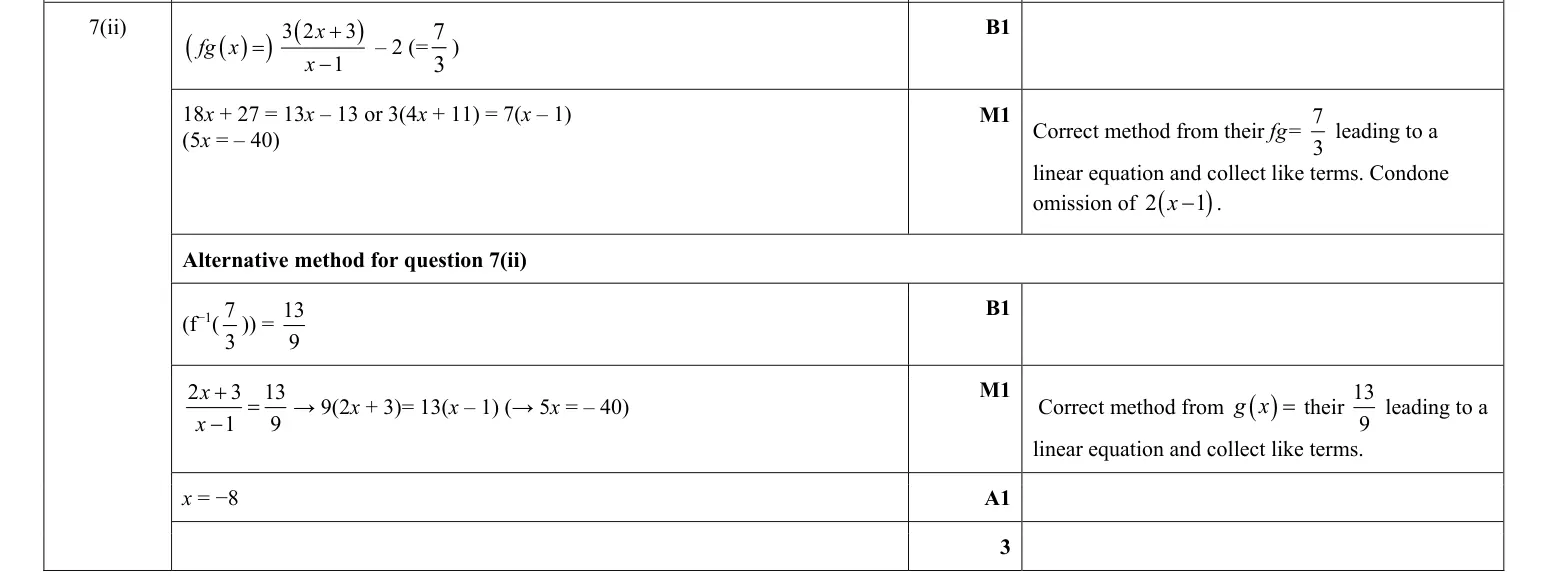 7(ii)
(fg(x)=) 3(2x+3)/(x−1) – 2 (= 7/3 )
B1
18x + 27 = 13x – 13 or 3(4x + 11) = 7(x – 1)
(5x = – 40)
M1
Correct method from their fg= 7/3 leading to a
linear equation and collect like terms. Condone
omission of 2(x−1).
Alternative method for question 7(ii)
(f⁻¹( 7/3 )) = 13/9
B1
(2x+3)/(x−1) = 13/9 → 9(2x + 3)= 13(x – 1) (→ 5x = – 40)
M1
Correct method from g(x)= their 13/9 leading to a
linear equation and collect like terms.
x = −8
A1
3